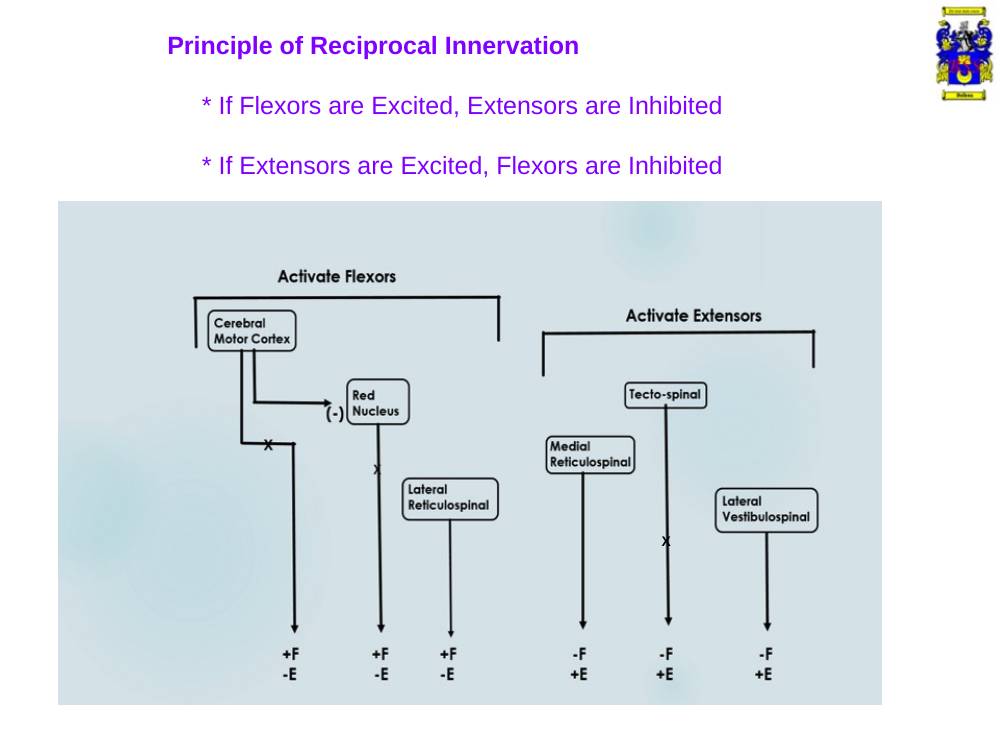 Principle of Reciprocal Innervation
* If Flexors are Excited, Extensors are Inhibited
* If Extensors are Excited, Flexors are Inhibited
Activate Flexors
Activate Extensors
Cerebral
Motor Cortex
Red
Nucleus
(-)
X
X
Lateral
Reticulospinal
Tecto-spinal
Medial
Reticulospinal
Lateral
Vestibulospinal
X
+F +F +F -F -F -F
-E -E -E +E +E +E